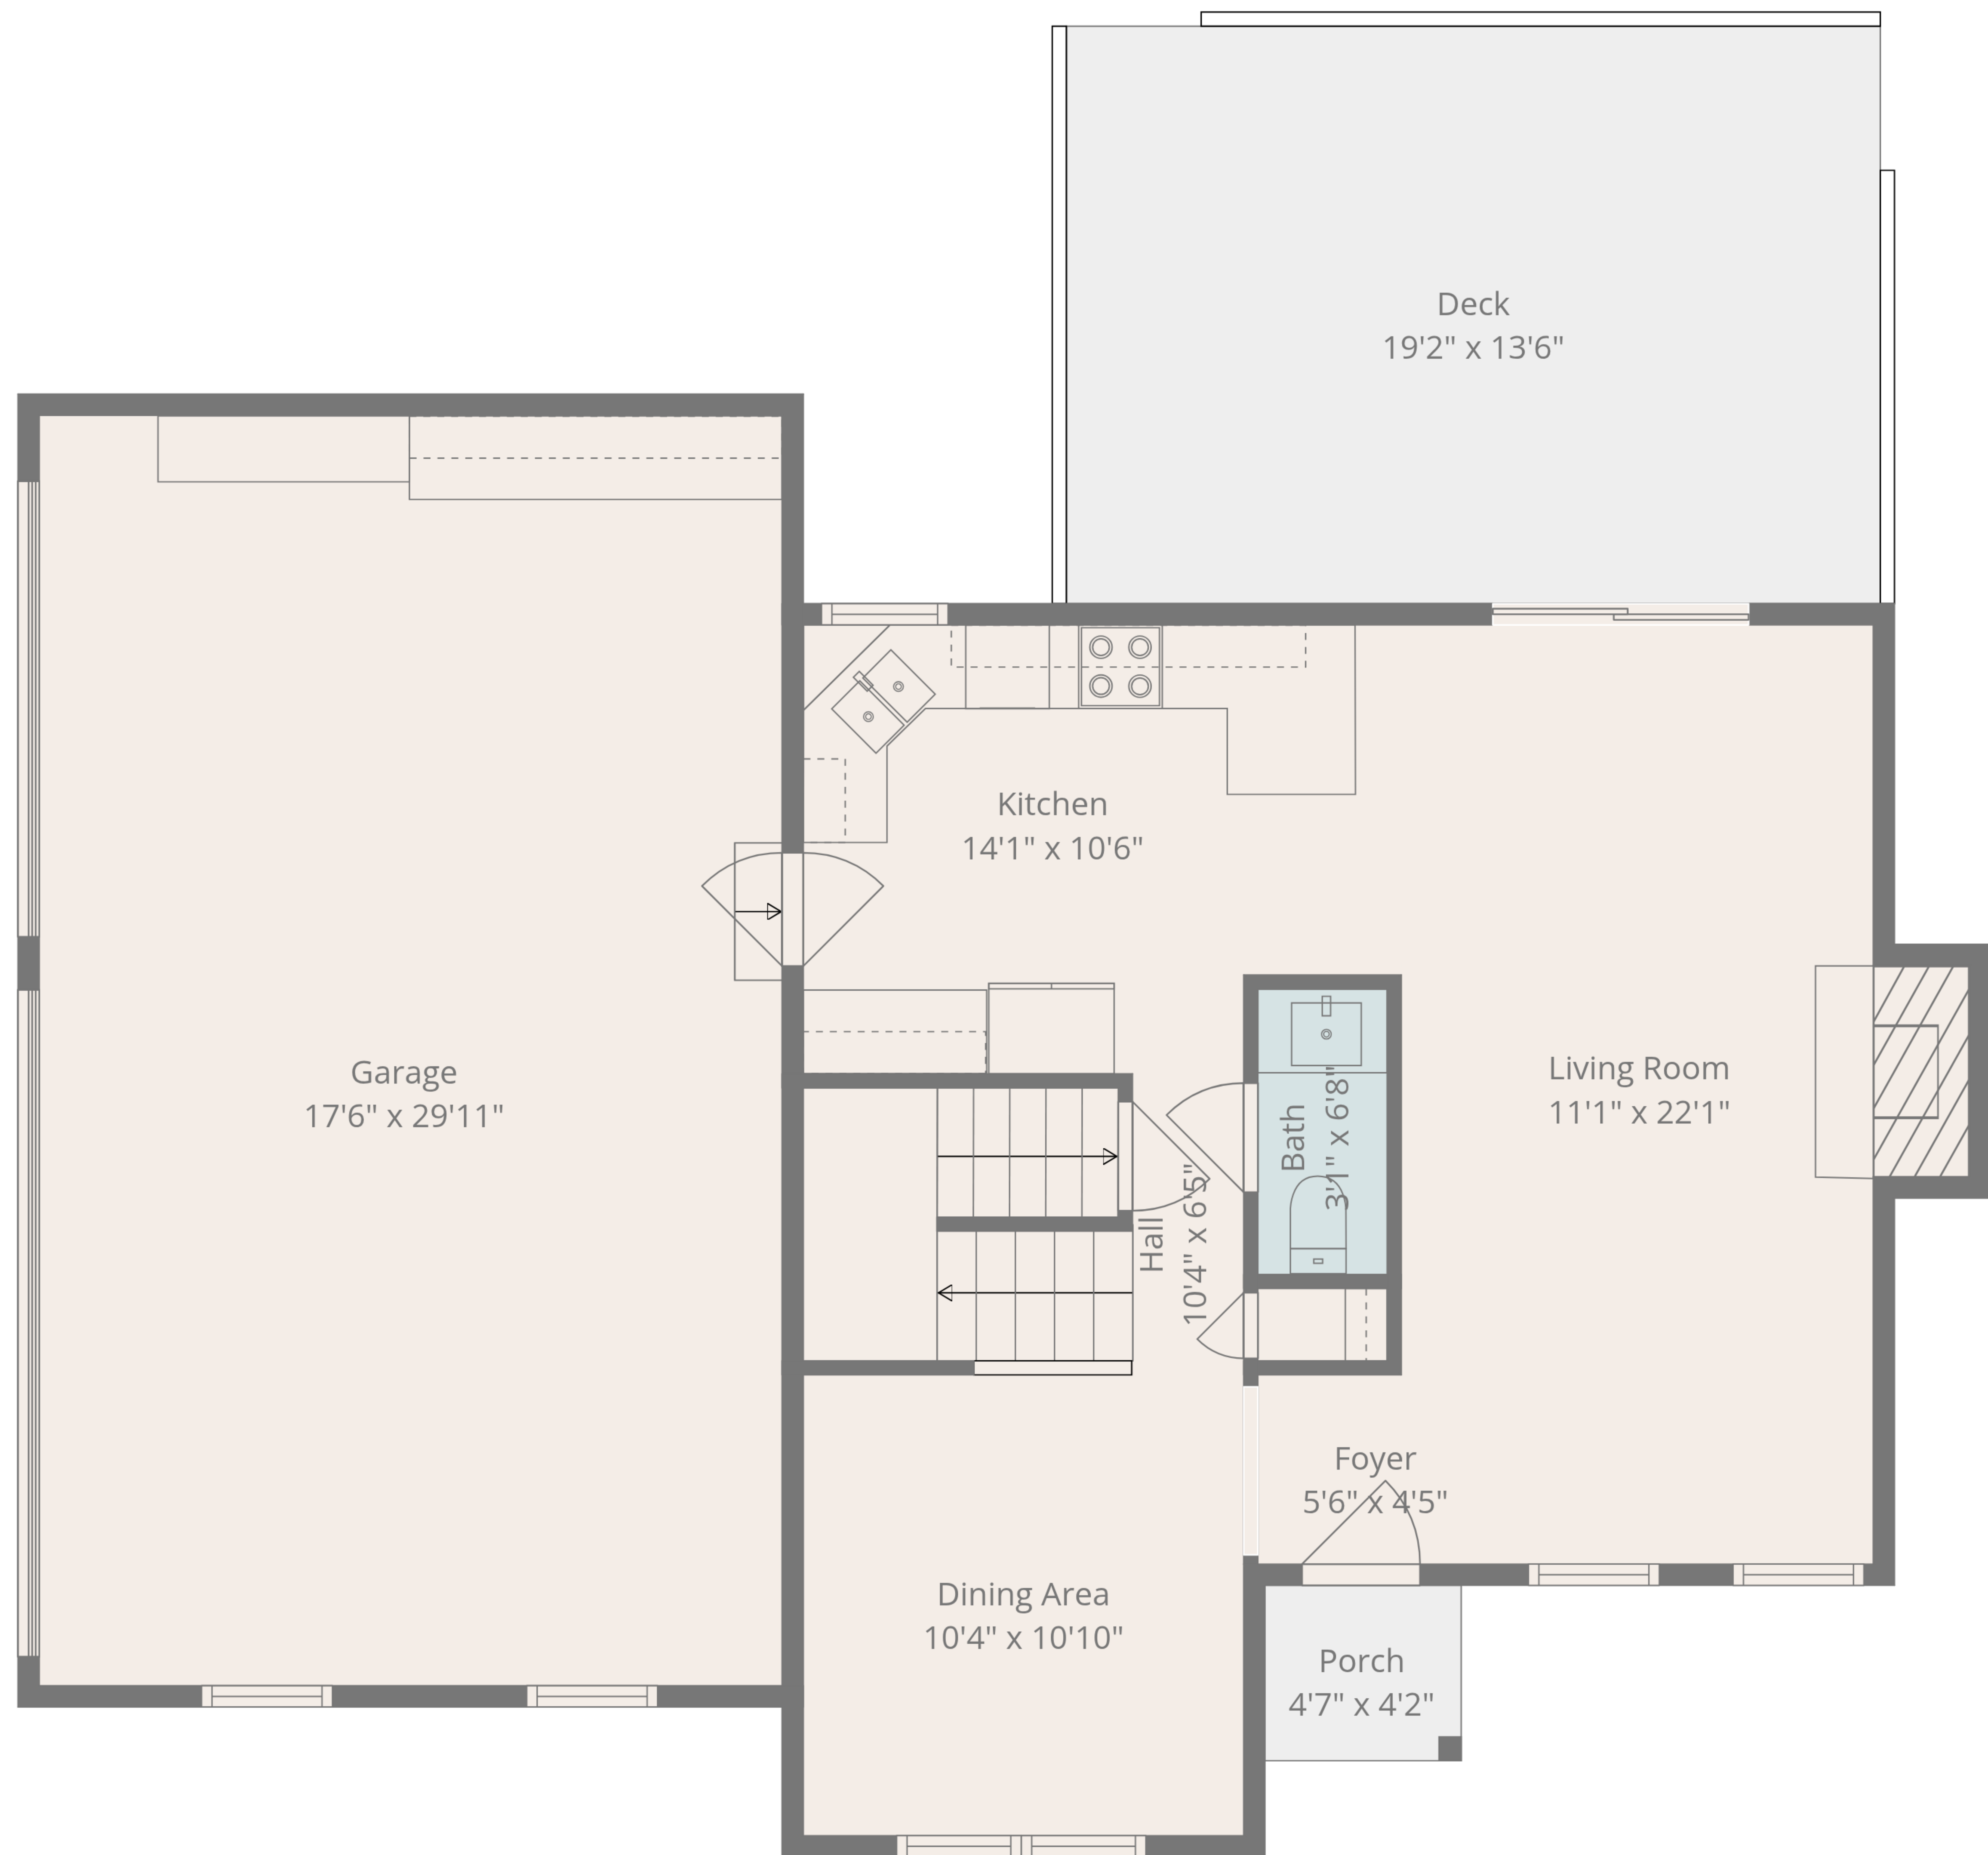 Deck
19'2" x 13'6"
Kitchen
14'1" x 10'6"
Garage
17'6" x 29'11"
Bath
3'1" x 6'8"
Living Room
11'1" x 22'1"
Hall
10'4" x 6'5"
Foyer
5'6" x 4'5"
Dining Area
10'4" x 10'10"
Porch
4'7" x 4'2"